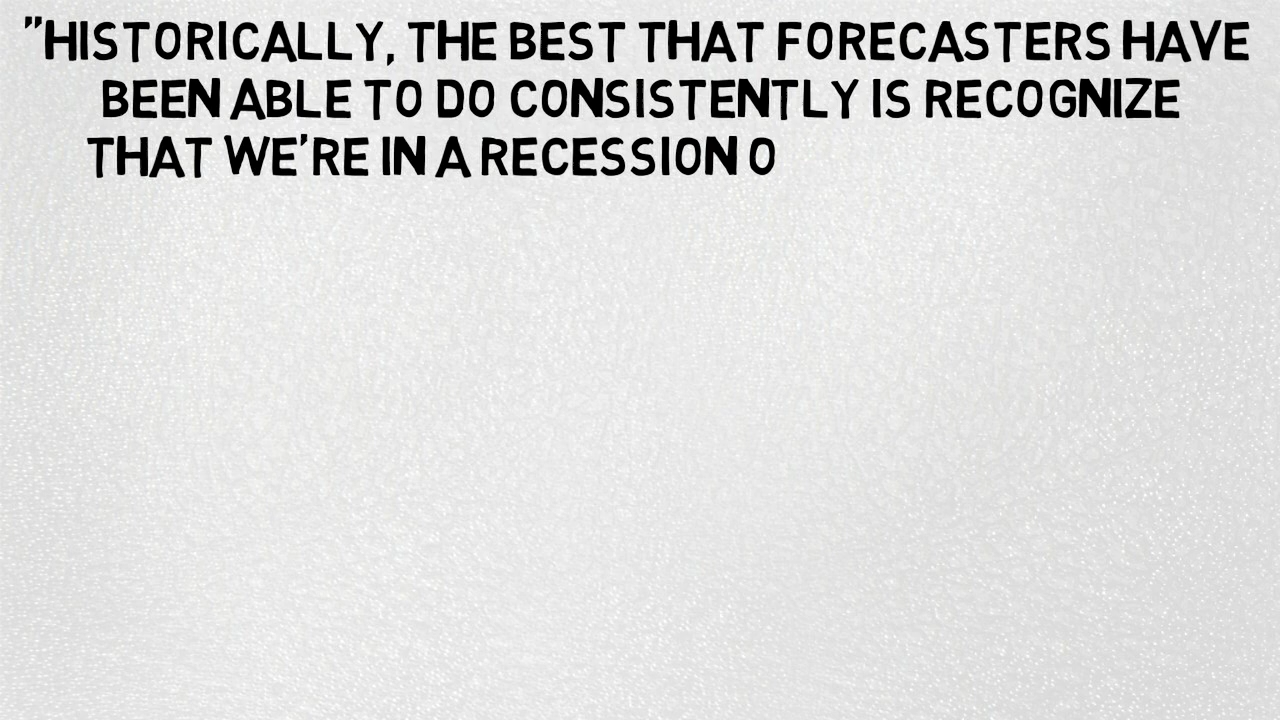 "HISTORICALLY, THE BEST THAT FORECASTERS HAVE
BEEN ABLE TO DO CONSISTENTLY IS RECOGNIZE
THAT WE'RE IN A RECESSION O